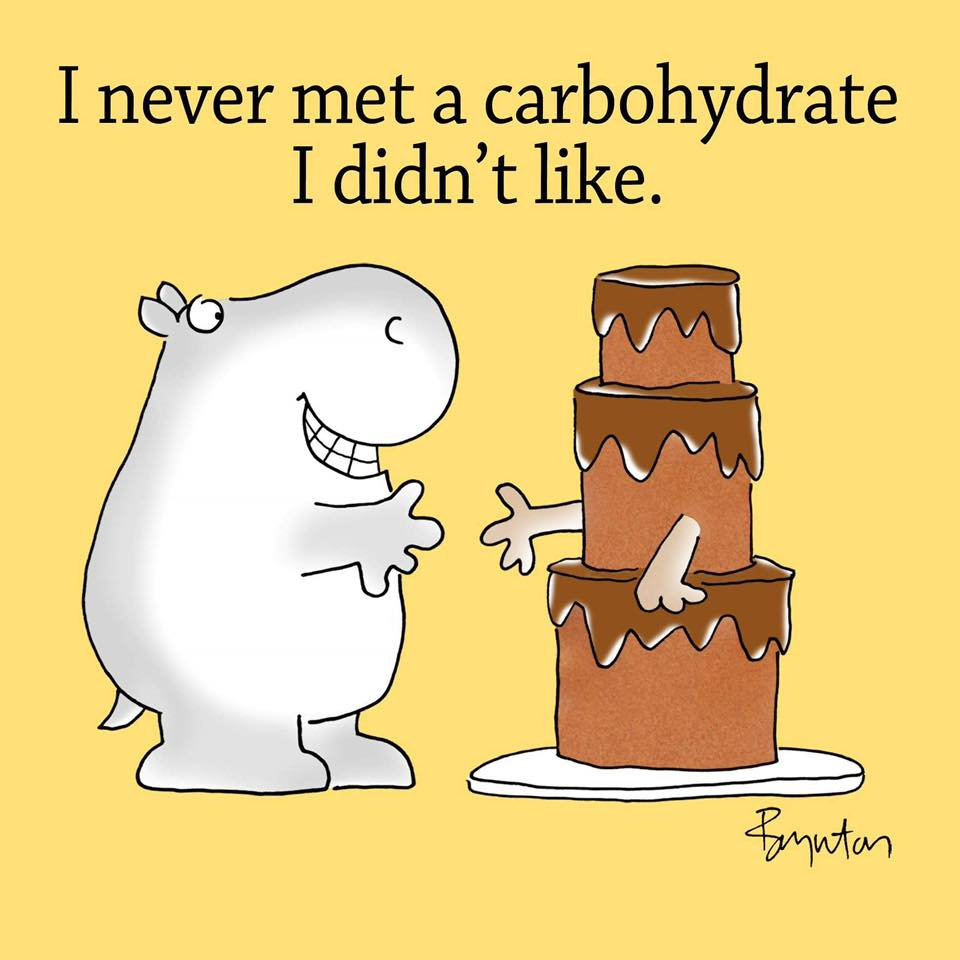 I never met a carbohydrate
I didn’t like.
Boynton